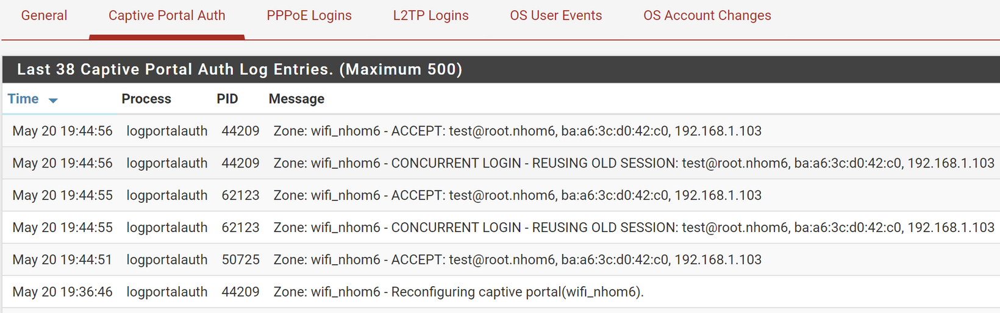 General Captive Portal Auth PPPoE Logins L2TP Logins OS User Events OS Account Changes
Last 38 Captive Portal Auth Log Entries. (Maximum 500)
Time Process PID Message
May 20 19:44:56 logportalauth 44209 Zone: wifi_nhom6 - ACCEPT: test@root.nhom6, ba:a6:3c:d0:42:c0, 192.168.1.103
May 20 19:44:56 logportalauth 44209 Zone: wifi_nhom6 - CONCURRENT LOGIN - REUSING OLD SESSION: test@root.nhom6, ba:a6:3c:d0:42:c0, 192.168.1.103
May 20 19:44:55 logportalauth 62123 Zone: wifi_nhom6 - ACCEPT: test@root.nhom6, ba:a6:3c:d0:42:c0, 192.168.1.103
May 20 19:44:55 logportalauth 62123 Zone: wifi_nhom6 - CONCURRENT LOGIN - REUSING OLD SESSION: test@root.nhom6, ba:a6:3c:d0:42:c0, 192.168.1.103
May 20 19:44:51 logportalauth 50725 Zone: wifi_nhom6 - ACCEPT: test@root.nhom6, ba:a6:3c:d0:42:c0, 192.168.1.103
May 20 19:36:46 logportalauth 44209 Zone: wifi_nhom6 - Reconfiguring captive portal(wifi_nhom6).